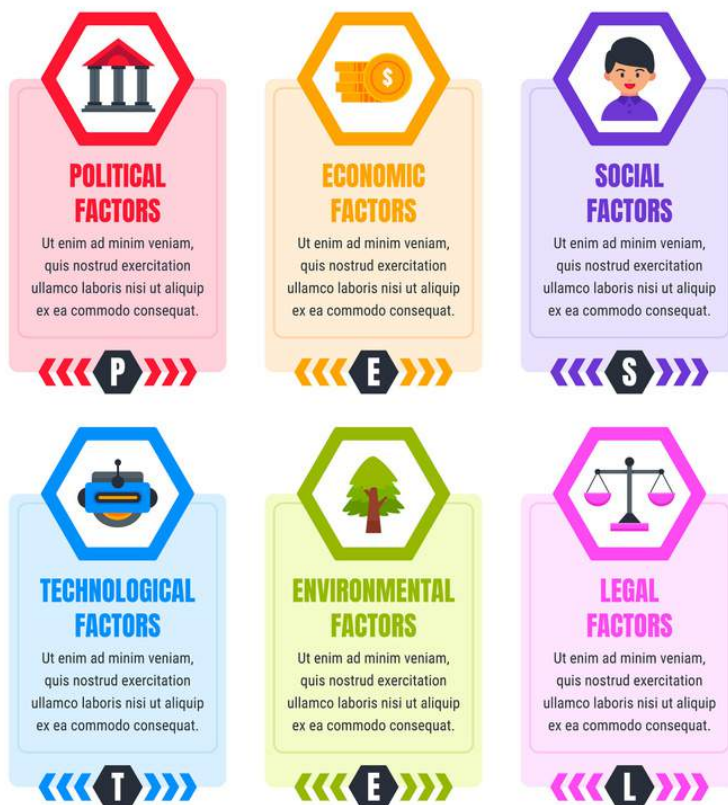 POLITICAL
FACTORS
Ut enim ad minim veniam,
quis nostrud exercitation
ullamco laboris nisi ut aliquip
ex ea commodo consequat.
P
$
ECONOMIC
FACTORS
Ut enim ad minim veniam,
quis nostrud exercitation
ullamco laboris nisi ut aliquip
ex ea commodo consequat.
E
SOCIAL
FACTORS
Ut enim ad minim veniam,
quis nostrud exercitation
ullamco laboris nisi ut aliquip
ex ea commodo consequat.
S
TECHNOLOGICAL
FACTORS
Ut enim ad minim veniam,
quis nostrud exercitation
ullamco laboris nisi ut aliquip
ex ea commodo consequat.
T
ENVIRONMENTAL
FACTORS
Ut enim ad minim veniam,
quis nostrud exercitation
ullamco laboris nisi ut aliquip
ex ea commodo consequat.
E
LEGAL
FACTORS
Ut enim ad minim veniam,
quis nostrud exercitation
ullamco laboris nisi ut aliquip
ex ea commodo consequat.
L